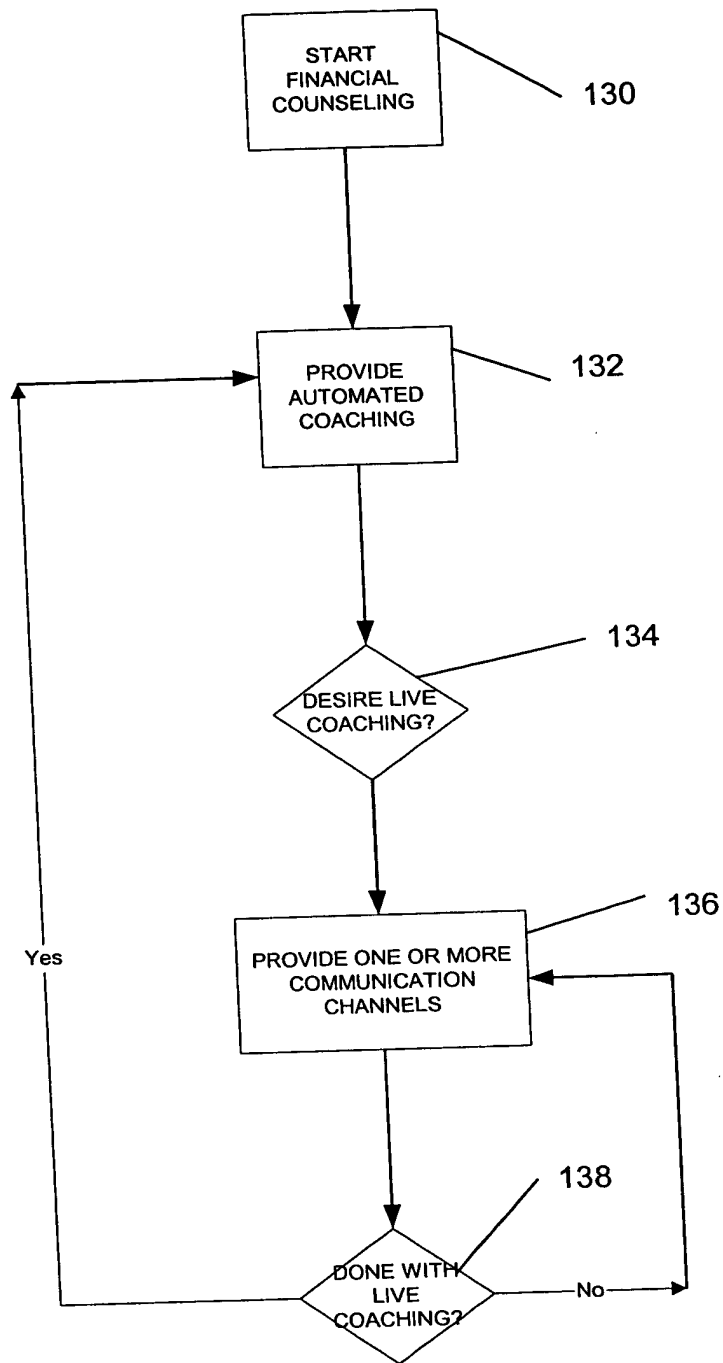 START
FINANCIAL
COUNSELING
130
PROVIDE
AUTOMATED
COACHING
132
DESIRE LIVE
COACHING?
134
PROVIDE ONE OR MORE
COMMUNICATION
CHANNELS
136
Yes
DONE WITH
LIVE
COACHING?
138
No